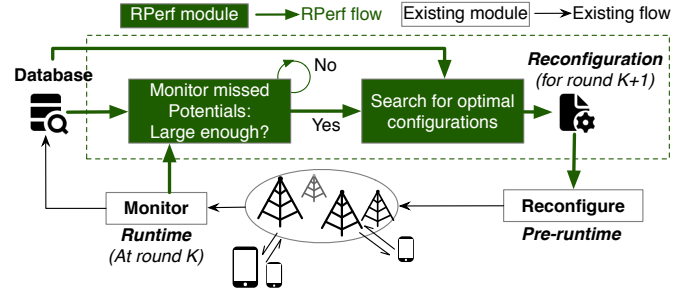 RPerf module
RPerf flow
Existing module
Existing flow
Database
No
Reconfiguration
(for round K+1)
Monitor missed
Potentials:
Large enough?
Yes
Search for optimal
configurations
Monitor
Runtime
(At round K)
Reconfigure
Pre-runtime